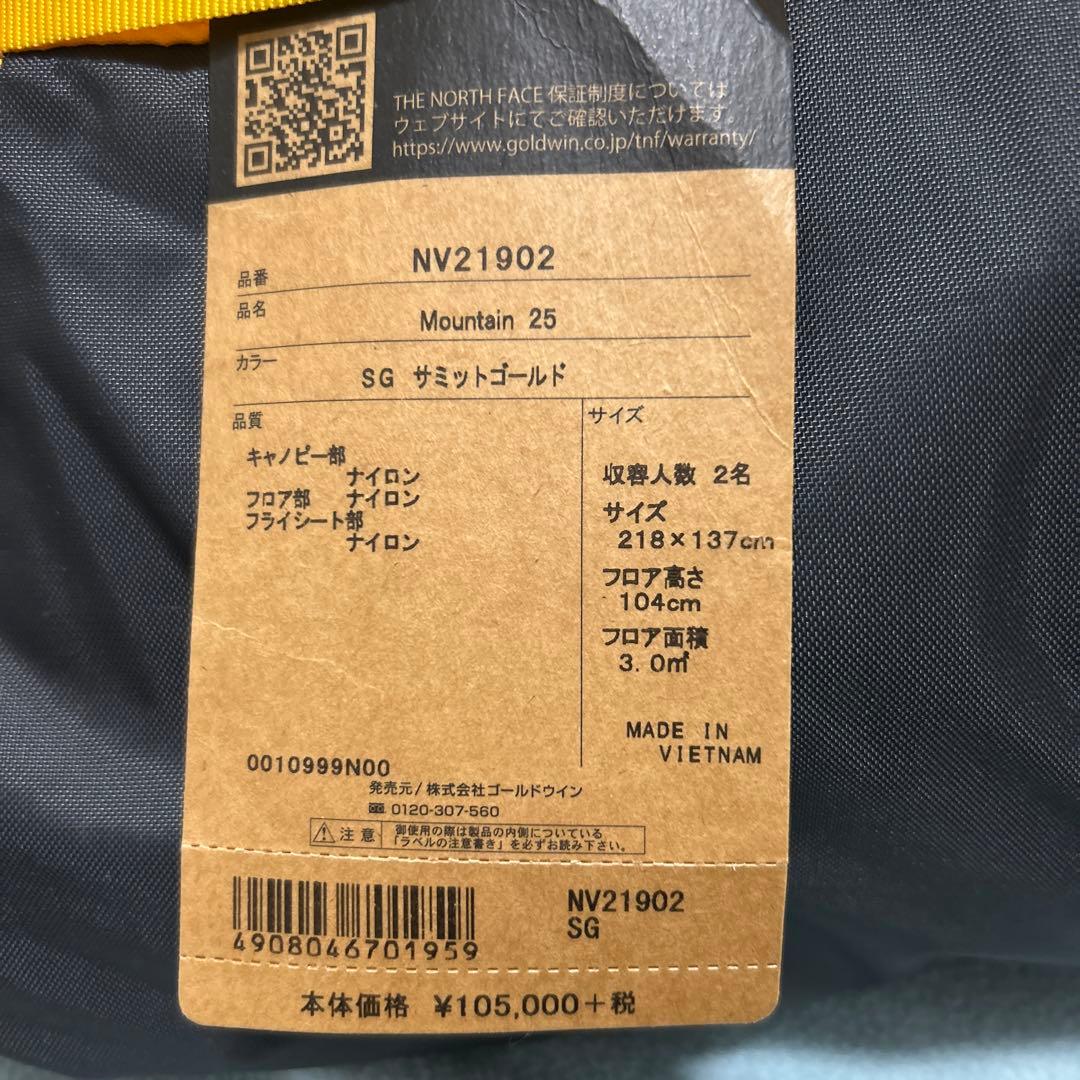 THE NORTH FACE 保証制度については
ウェブサイトにてご確認いただけます。
https://www.goldwin.co.jp/tnf/warranty/
品番 NV21902
品名 Mountain 25
カラー SG サミットゴールド
品質
キャノピー部
ナイロン
フロア部 ナイロン
フライシート部
ナイロン
サイズ
収容人数 2名
サイズ
218×137cm
フロア高さ
104cm
フロア面積
3.0㎡
MADE IN
VIETNAM
0010999N00
発売元/株式会社ゴールドウイン
0120-307-560
注意
御使用の際は製品の内側についている
「ラベルの注意書き」を必ずお読み下さい。
4908046701959
NV21902
SG
本体価格 ¥105,000+税